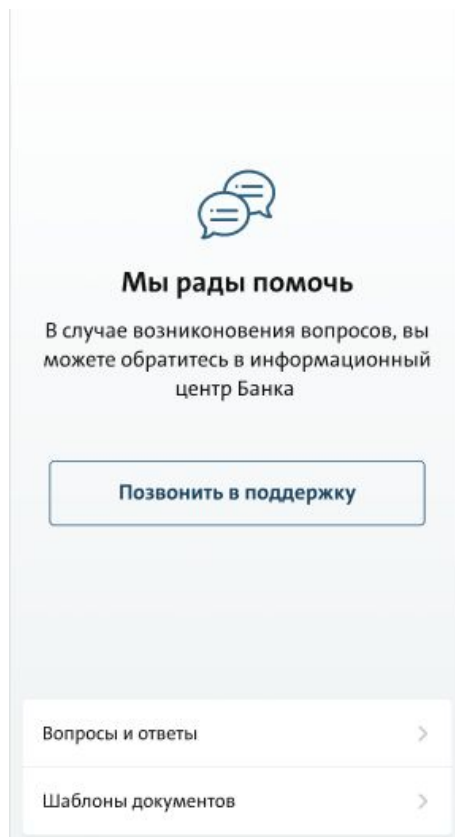 Мы рады помочь
В случае возниконовения вопросов, вы
можете обратитесь в информационный
центр Банка
Позвонить в поддержку
Вопросы и ответы
Шаблоны документов